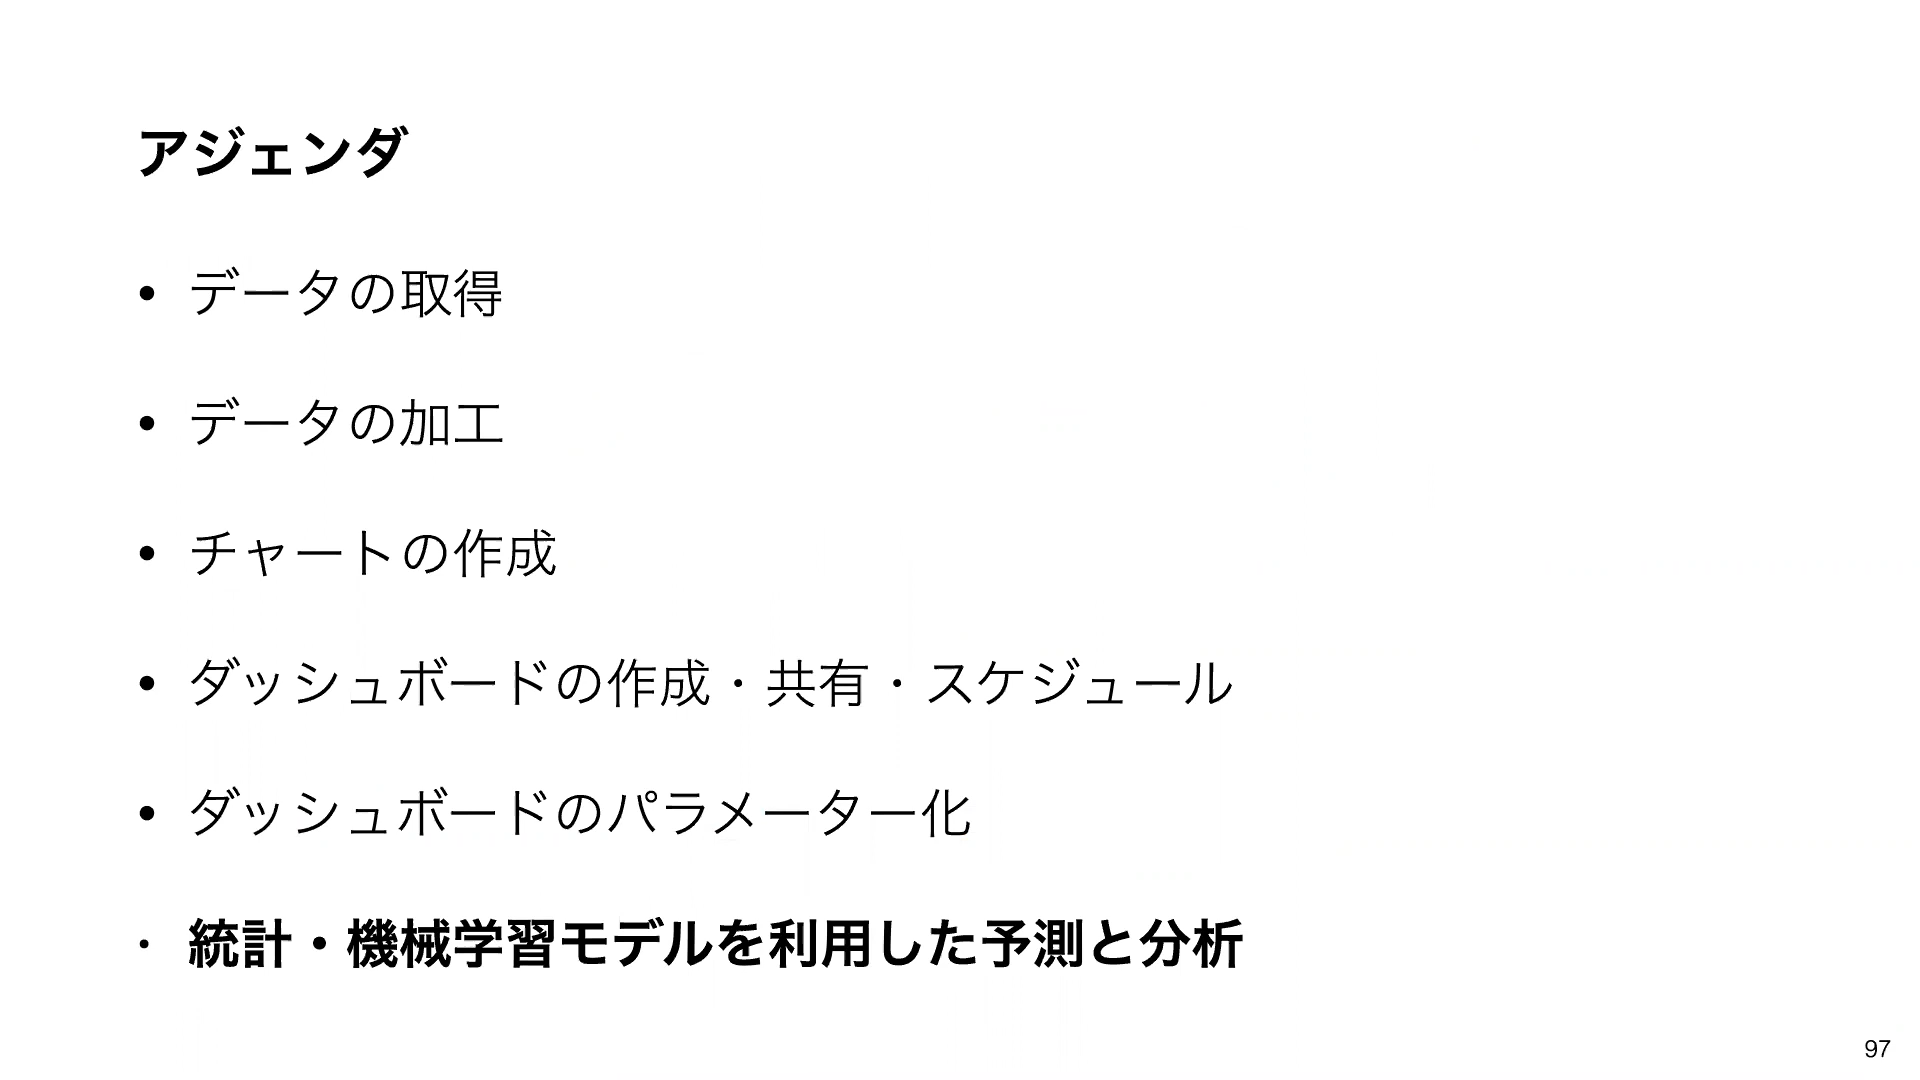 アジェンダ
• データの取得
• データの加工
• チャートの作成
• ダッシュボードの作成・共有・スケジュール
• ダッシュボードのパラメーター化
• 統計・機械学習モデルを利用した予測と分析
97